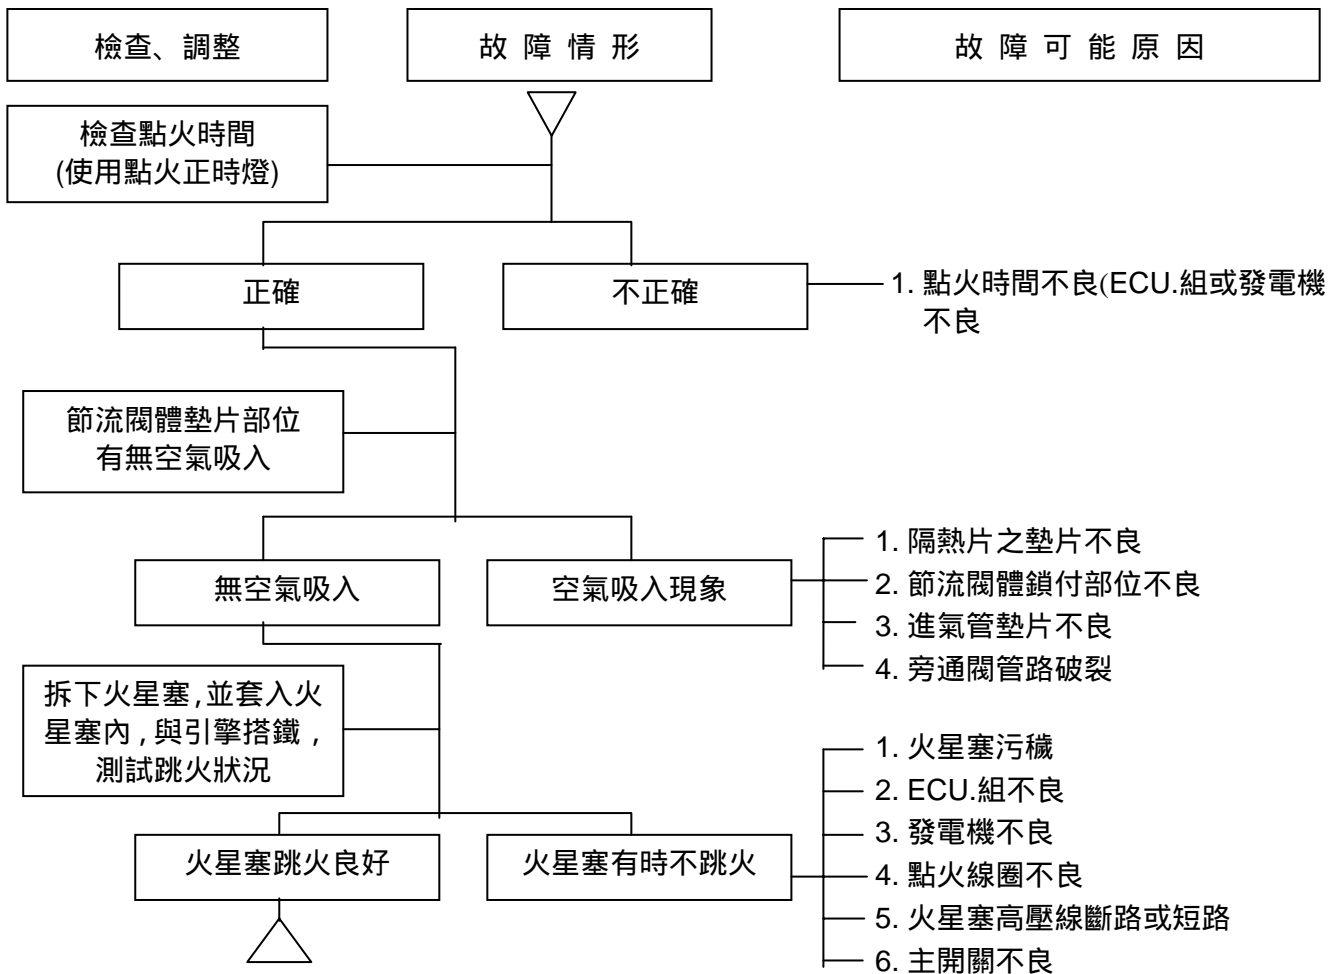 檢查、調整
故 障 情 形
故 障 可 能 原 因
檢查點火時間
(使用點火正時燈)
正確
不正確
1. 點火時間不良(ECU.組或發電機
不良
節流閥體墊片部位
有無空氣吸入
無空氣吸入
空氣吸入現象
1. 隔熱片之墊片不良
2. 節流閥體鎖付部位不良
3. 進氣管墊片不良
4. 旁通閥管路破裂
拆下火星塞,並套入火
星塞內,與引擎搭鐵,
測試跳火狀況
火星塞跳火良好
火星塞有時不跳火
1. 火星塞污穢
2. ECU.組不良
3. 發電機不良
4. 點火線圈不良
5. 火星塞高壓線斷路或短路
6. 主開關不良